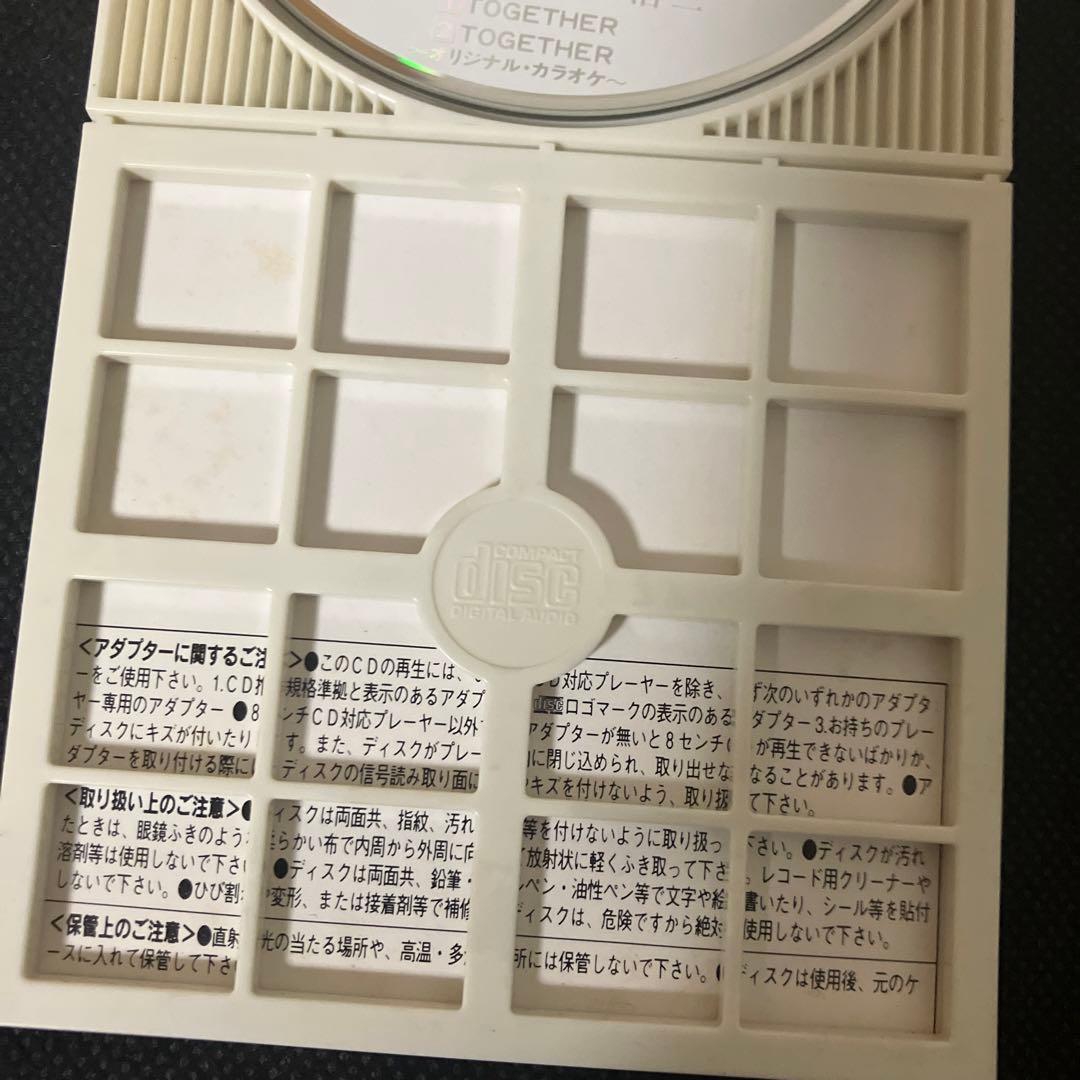 1 TOGETHER
2 TOGETHER
～オリジナル・カラオケ～
COMPACT
disc
DIGITAL AUDIO
<アダプターに関するご注 >●このCDの再生には、 CD対応プレーヤーを除き、 ず次のいずれかのアダプタ
ーをご使用下さい。1.CD規 規格準拠と表示のあるアダプ disc ロゴマークの表示のある ダプター3.お持ちのプレー
ヤー専用のアダプター ●8 ンチCD対応プレーヤー以外 アダプターが無いと8センチ が再生できないばかりか、
ディスクにキズが付いたり す。また、ディスクがプレー に閉じ込められ、取り出せな なることがあります。●ア
ダプターを取り付ける際に ディスクの信号読み取り面に キズを付けないよう、取り扱 て下さい。
<取り扱い上のご注意>● ィスクは両面共、指紋、汚れ 等を付けないように取り扱っ 下さい。●ディスクが汚れ
たときは、眼鏡ふきのよう 柔らかい布で内周から外周に向 放射状に軽くふき取って下さ 。レコード用クリーナーや
溶剤等は使用しないで下さい ●ディスクは両面共、鉛筆・ ルペン・油性ペン等で文字や絵 書いたり、シール等を貼付
しないで下さい。●ひび割 や変形、または接着剤等で補修 ディスクは、危険ですから絶対 使用しないで下さい。
<保管上のご注意>●直射 光の当たる場所や、高温・多 所には保管しないで下さい。● ディスクは使用後、元のケ
ースに入れて保管して下さい